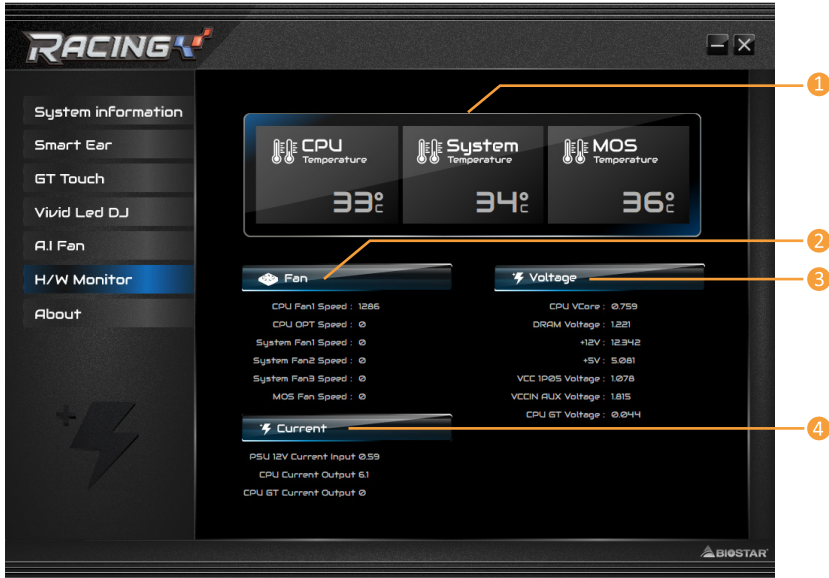 RACING
System information
Smart Ear
GT Touch
Vivid Led DJ
A.I Fan
H/W Monitor
About
1
CPU
Temperature
33°C
System
Temperature
34°C
MOS
Temperature
36°C
2
Fan
CPU Fan1 Speed : 1286
CPU OPT Speed : 0
System Fan1 Speed : 0
System Fan2 Speed : 0
System Fan3 Speed : 0
MOS Fan Speed : 0
3
Voltage
CPU VCore : 0.759
DRAM Voltage : 1.221
+12V : 12.342
+5V : 5.081
VCC 1P05 Voltage : 1.078
VCCIN AUX Voltage : 1.815
CPU GT Voltage : 0.044
4
Current
PSU 12V Current Input 0.59
CPU Current Output 6.1
CPU GT Current Output 0
BIOSTAR